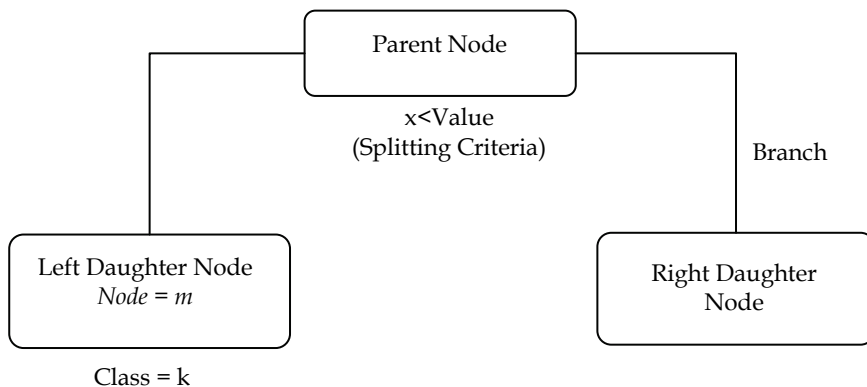 Parent Node
x<Value
(Splitting Criteria)
Branch
Left Daughter Node
Node = m
Right Daughter
Node
Class = k